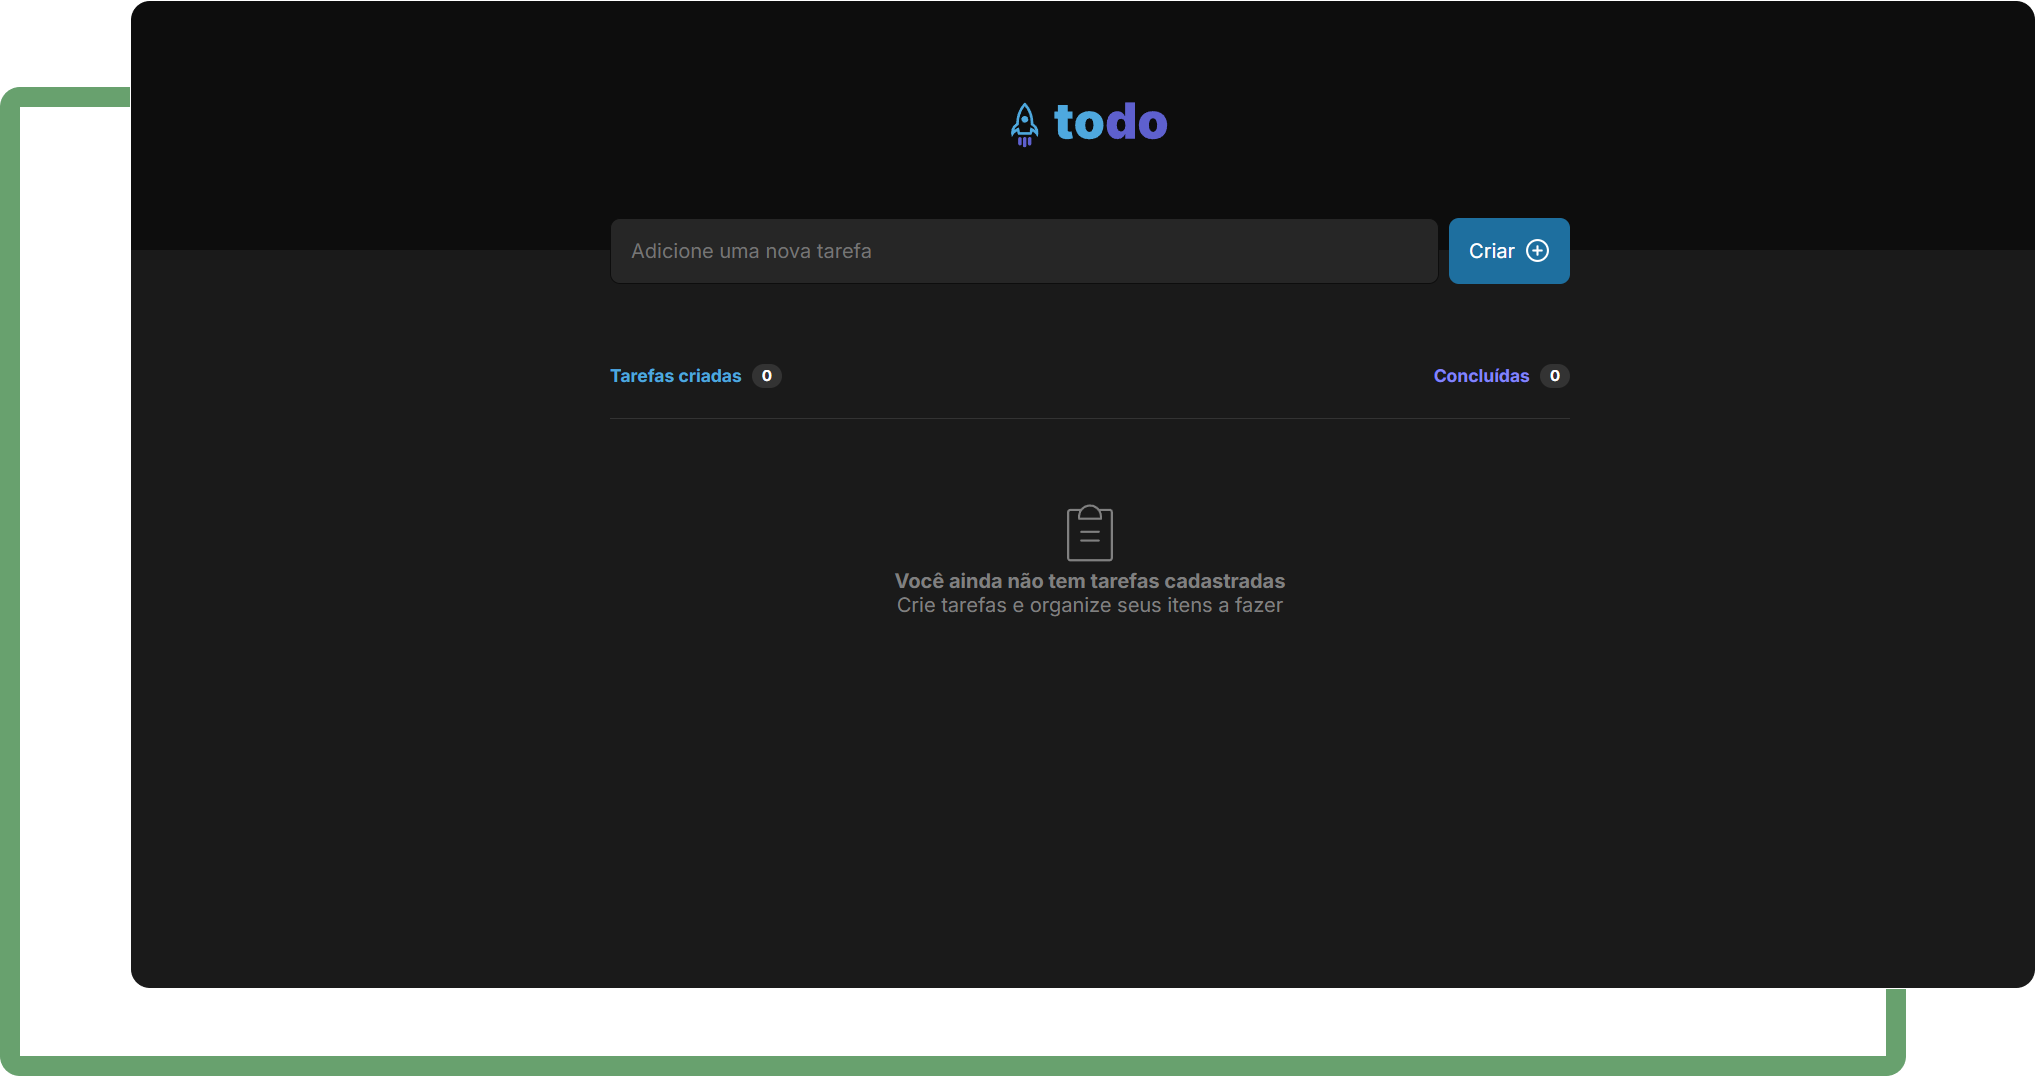 todo
Adicione uma nova tarefa
Criar
Tarefas criadas 0
Concluídas 0
Você ainda não tem tarefas cadastradas
Crie tarefas e organize seus itens a fazer